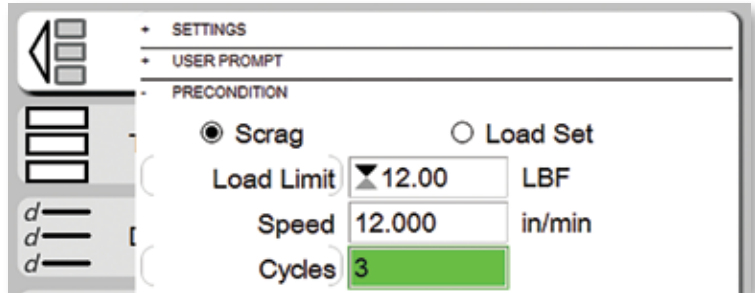 + SETTINGS
+ USER PROMPT
- PRECONDITION
Scrag Load Set
Load Limit 12.00 LBF
Speed 12.000 in/min
d
d
d
Cycles 3